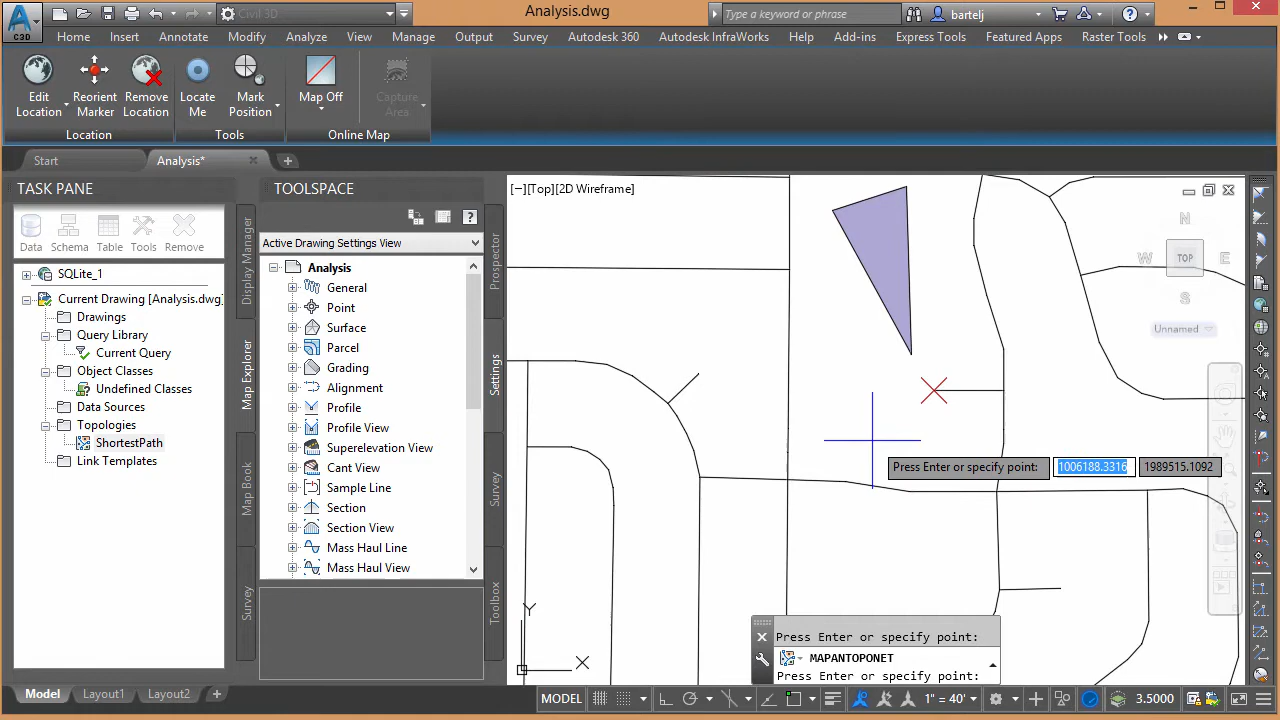 Civil 3D
Analysis.dwg
Type a keyword or phrase
bartelj
C3D
Home Insert Annotate Modify Analyze View Manage Output Survey Autodesk 360 Autodesk InfraWorks Help Add-ins Express Tools Featured Apps Raster Tools
Edit Location
Reorient Marker
Remove Location
Locate Me
Mark Position
Map Off
Capture Area
Location
Tools
Online Map
Start
Analysis*
TASK PANE
Data Schema Table Tools Remove
SQLite_1
Current Drawing [Analysis.dwg]
Drawings
Query Library
Current Query
Object Classes
Undefined Classes
Data Sources
Topologies
ShortestPath
Link Templates
Display Manager
Map Explorer
Map Book
Survey
TOOLSPACE
Active Drawing Settings View
Analysis
General
Point
Surface
Parcel
Grading
Alignment
Profile
Profile View
Superelevation View
Cant View
Sample Line
Section
Section View
Mass Haul Line
Mass Haul View
Prospector
Settings
Survey
Toolbox
[−][Top][2D Wireframe]
N
W TOP E
S
Unnamed
Press Enter or specify point: 1006188.3316 1989515.1092
Y
X
Press Enter or specify point:
MAPANTOPONET
Press Enter or specify point:
Model Layout1 Layout2 +
MODEL
1" = 40'
3.5000